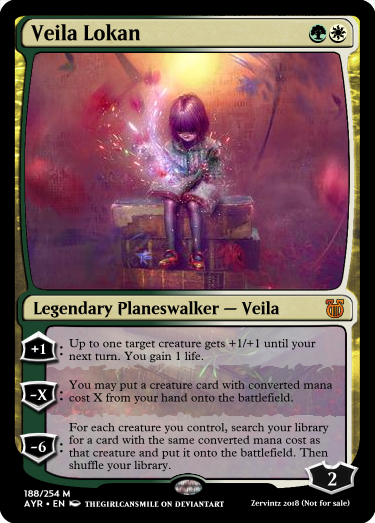 Veila Lokan
Legendary Planeswalker — Veila
+1: Up to one target creature gets +1/+1 until your
next turn. You gain 1 life.
-X: You may put a creature card with converted mana
cost X from your hand onto the battlefield.
For each creature you control, search your library
for a card with the same converted mana cost as
-6: that creature and put it onto the battlefield. Then
shuffle your library.
2
188/254 M
AYR • EN THEGIRLCANSMILE ON DEVIANTART
Zervintz 2018 (Not for sale)